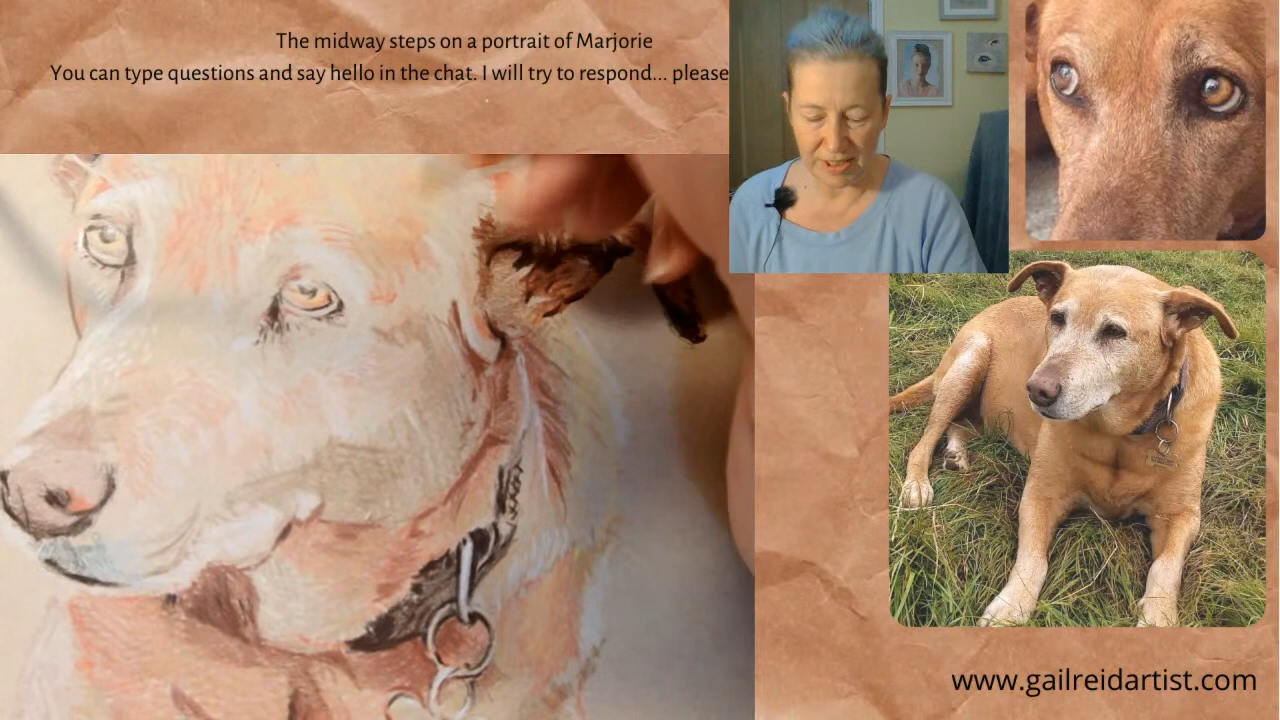 The midway steps on a portrait of Marjorie
You can type questions and say hello in the chat. I will try to respond... please
www.gailreidartist.com